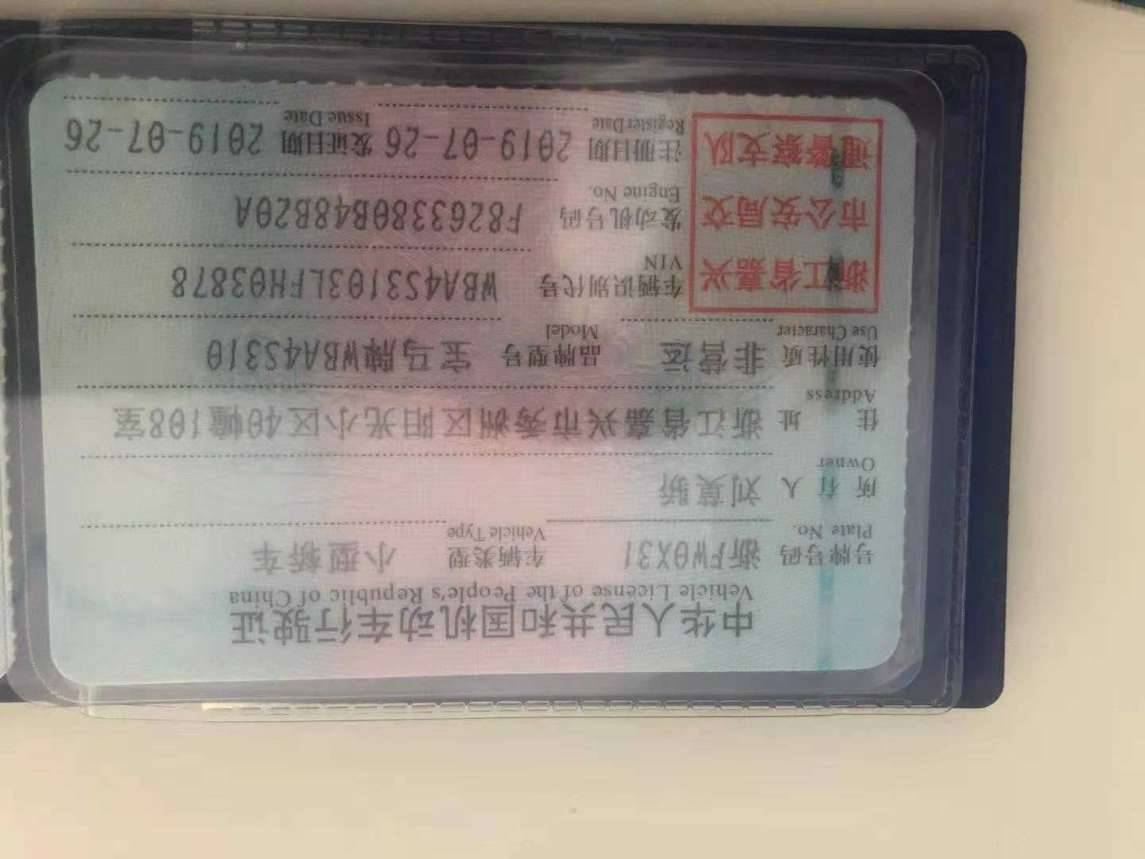 中华人民共和国机动车行驶证
Vehicle License of the People's Republic of China
号牌号码 浙FW0X31 车辆类型 小型轿车
Plate No. Vehicle Type
所有人 刘莫骄
Owner
住址 浙江省嘉兴市秀洲区阳光小区40幢108室
Address
使用性质 非营运 品牌型号 宝马牌WBA4S310
Use Character Model
浙江省嘉兴
市公安局交
通警察支队
车辆识别代号 WBA4S3103LFH03878
VIN
发动机号码 F8263380B48B20A
Engine No.
注册日期 2019-07-26 发证日期 2019-07-26
Register Date Issue Date